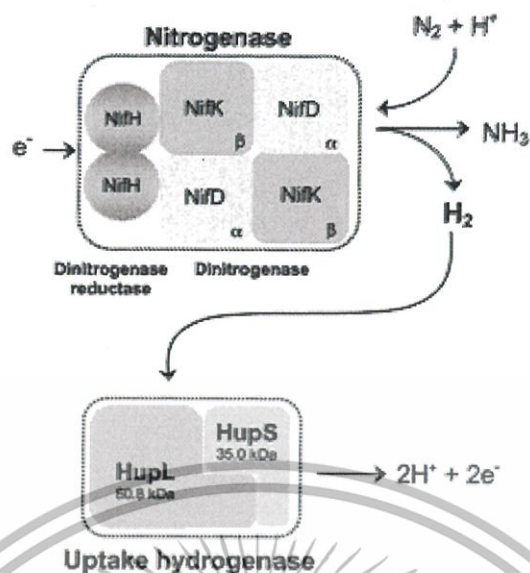 Nitrogenase
N₂ + H⁺
NifH
NifK
β
NifD
α
e⁻
NH₃
NifH
NifD
α
NifK
β
H₂
Dinitrogenase
reductase
Dinitrogenase
HupS
35.0 kDa
HupL
60.8 kDa
2H⁺ + 2e⁻
Uptake hydrogenase